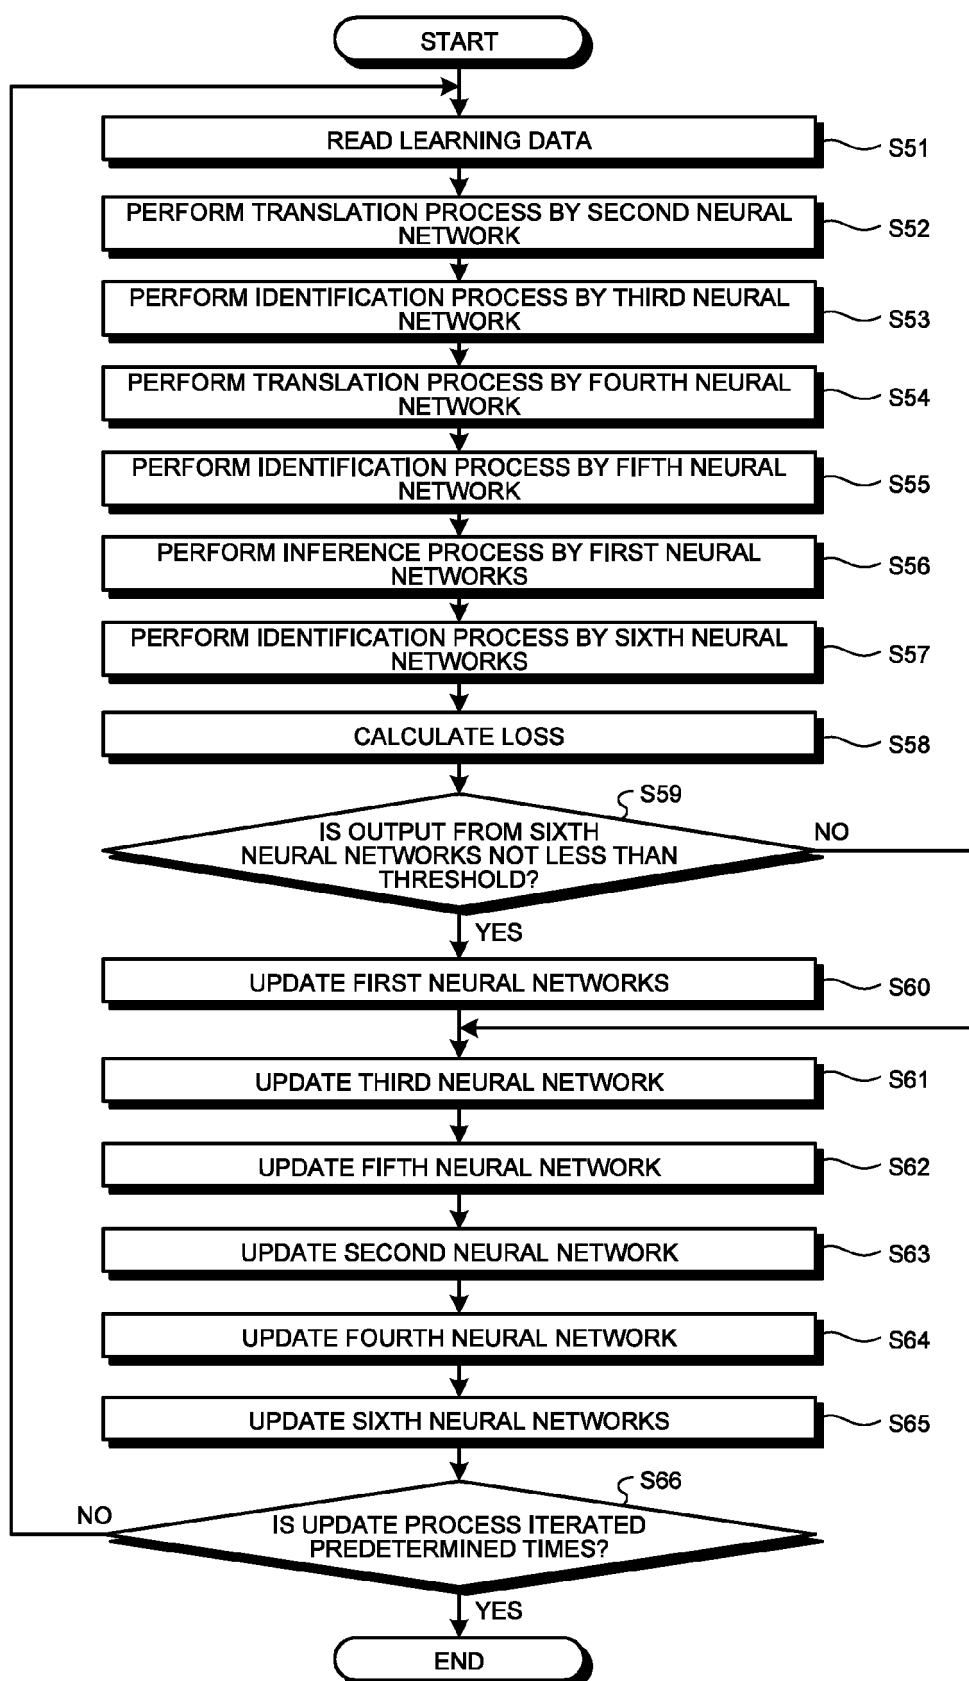 START
READ LEARNING DATA
S51
PERFORM TRANSLATION PROCESS BY SECOND NEURAL
NETWORK
S52
PERFORM IDENTIFICATION PROCESS BY THIRD NEURAL
NETWORK
S53
PERFORM TRANSLATION PROCESS BY FOURTH NEURAL
NETWORK
S54
PERFORM IDENTIFICATION PROCESS BY FIFTH NEURAL
NETWORK
S55
PERFORM INFERENCE PROCESS BY FIRST NEURAL
NETWORKS
S56
PERFORM IDENTIFICATION PROCESS BY SIXTH NEURAL
NETWORKS
S57
CALCULATE LOSS
S58
S59
IS OUTPUT FROM SIXTH
NEURAL NETWORKS NOT LESS THAN
THRESHOLD?
NO
YES
UPDATE FIRST NEURAL NETWORKS
S60
UPDATE THIRD NEURAL NETWORK
S61
UPDATE FIFTH NEURAL NETWORK
S62
UPDATE SECOND NEURAL NETWORK
S63
UPDATE FOURTH NEURAL NETWORK
S64
UPDATE SIXTH NEURAL NETWORKS
S65
S66
NO
IS UPDATE PROCESS ITERATED
PREDETERMINED TIMES?
YES
END